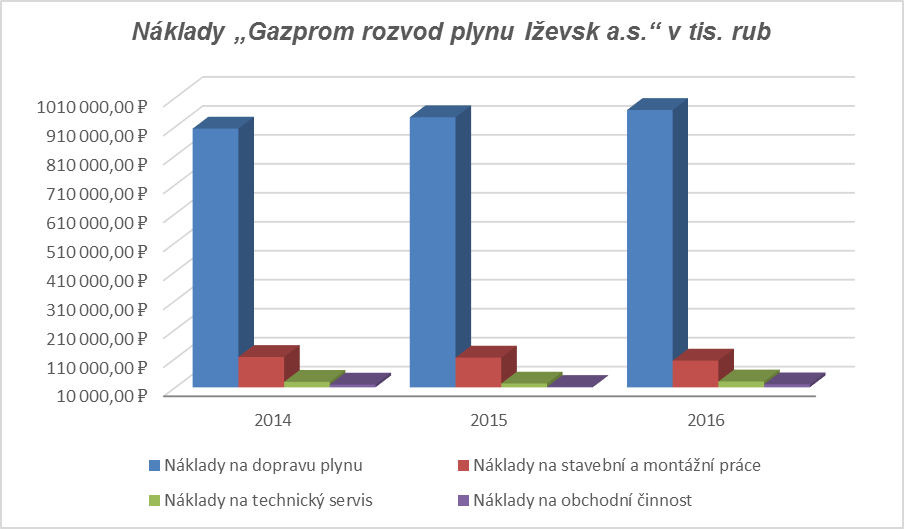 Náklady „Gazprom rozvod plynu Iževsk a.s.“ v tis. rub
1010 000,00 ₽
910 000,00 ₽
810 000,00 ₽
710 000,00 ₽
610 000,00 ₽
510 000,00 ₽
410 000,00 ₽
310 000,00 ₽
210 000,00 ₽
110 000,00 ₽
10 000,00 ₽
2014 2015 2016
Náklady na dopravu plynu Náklady na stavební a montážní práce
Náklady na technický servis Náklady na obchodní činnost